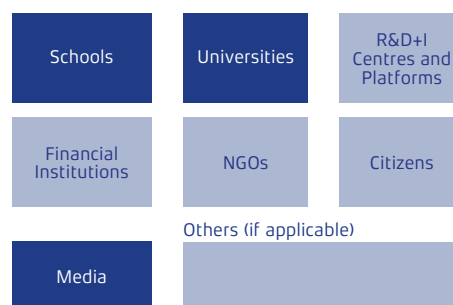 Schools
Universities
R&D+I
Centres and
Platforms
Financial
Institutions
NGOs
Citizens
Others (if applicable)
Media